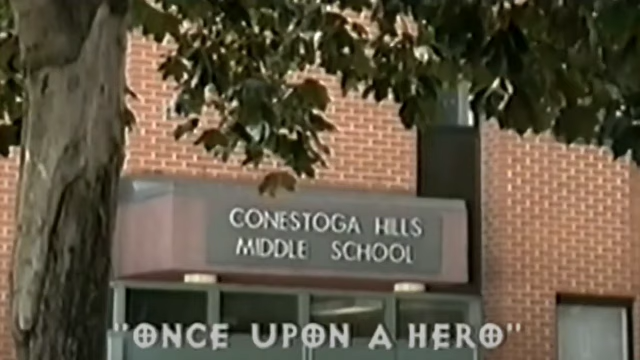 CONESTOGA HILLS
MIDDLE SCHOOL
"ONCE UPON A HERO"